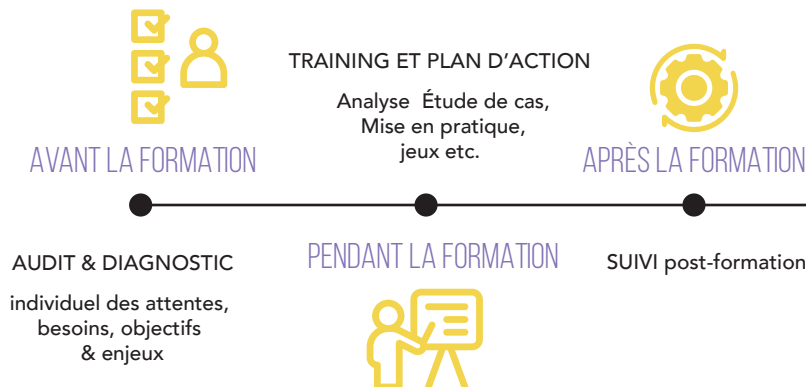 AVANT LA FORMATION
AUDIT & DIAGNOSTIC
individuel des attentes,
besoins, objectifs
& enjeux
TRAINING ET PLAN D’ACTION
Analyse Étude de cas,
Mise en pratique,
jeux etc.
PENDANT LA FORMATION
APRÈS LA FORMATION
SUIVI post-formation